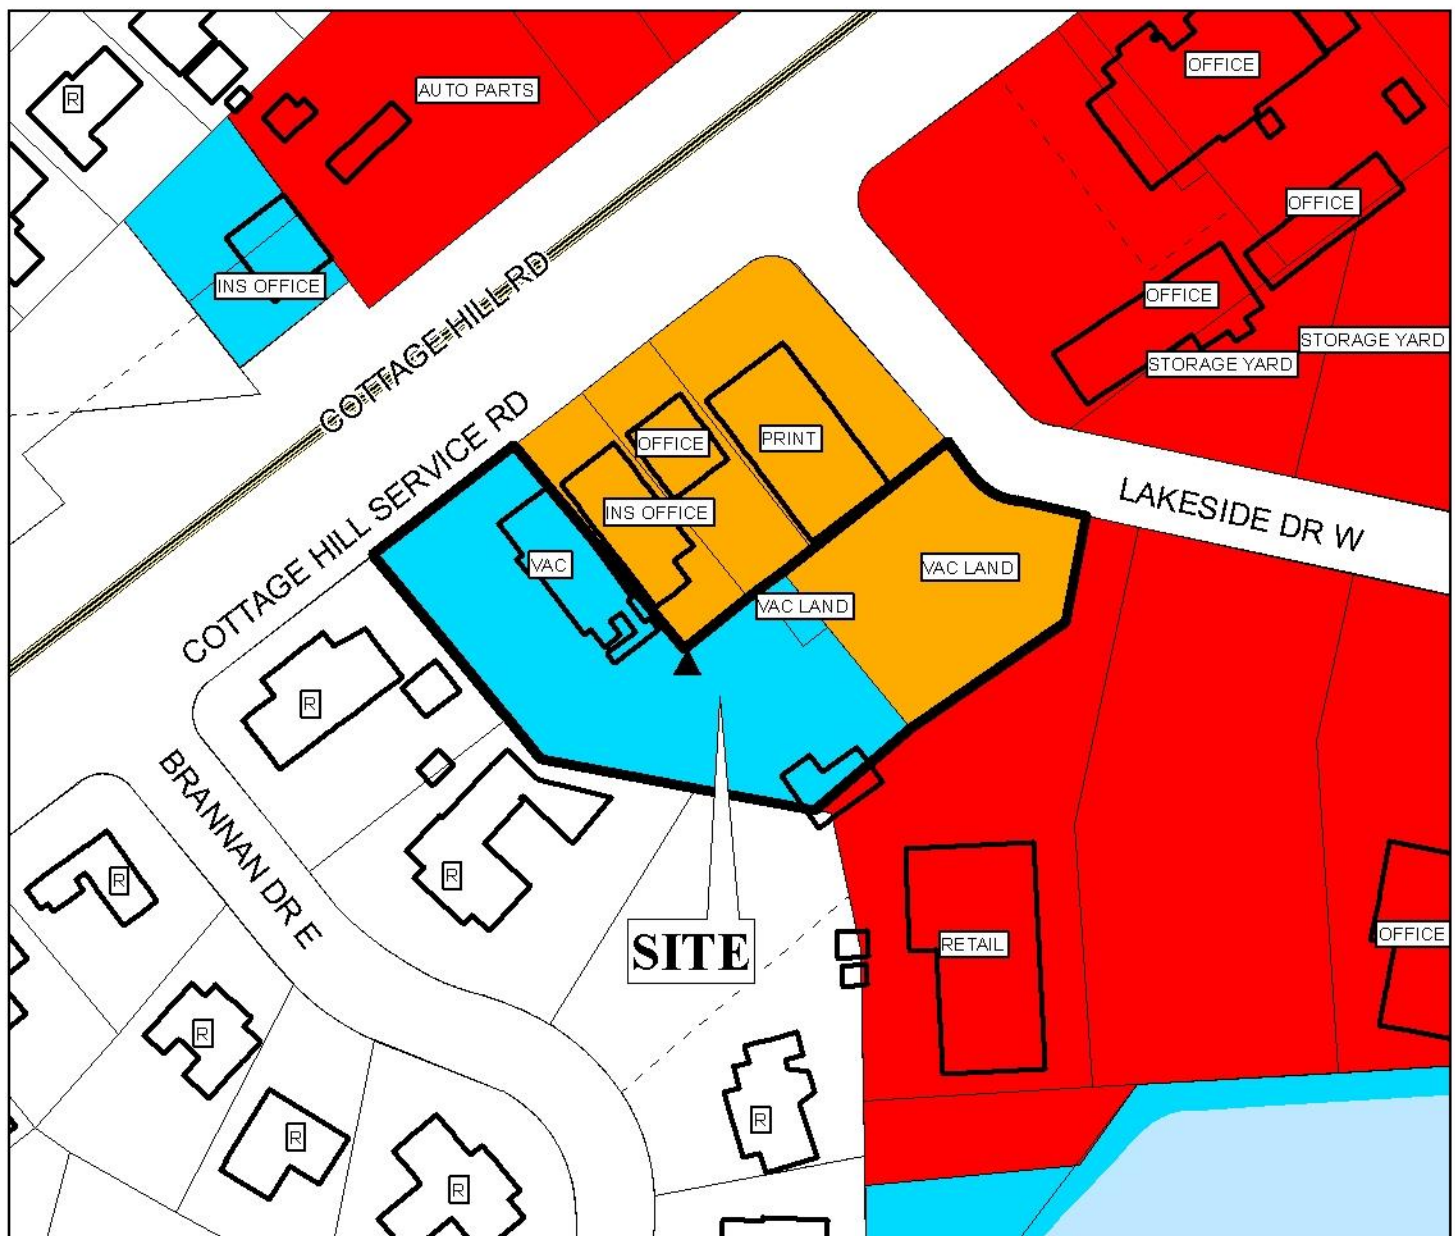 R
AUTO PARTS
OFFICE
OFFICE
INS OFFICE
OFFICE
COTTAGE HILL RD
STORAGE YARD
STORAGE YARD
COTTAGE HILL SERVICE RD
OFFICE
PRINT
INS OFFICE
LAKESIDE DR W
VAC
VAC LAND
VAC LAND
R
BRANNAN DR E
R
R
SITE
RETAIL
OFFICE
R
R
R
R